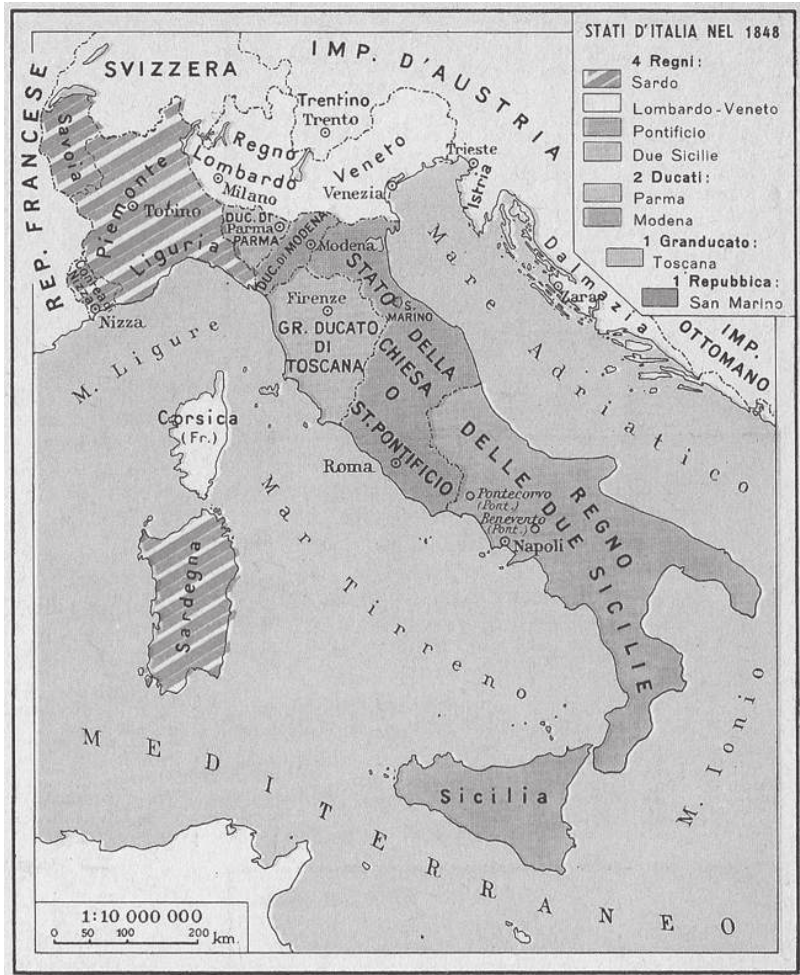 STATI D'ITALIA NEL 1848
4 Regni:
Sardo
Lombardo-Veneto
Pontificio
Due Sicilie
2 Ducati:
Parma
Modena
1 Granducato:
Toscana
1 Repubbica:
San Marino
IMP. D'AUSTRIA
SVIZZERA
REP. FRANCESE
Trentino
Trento
Savoia
Regno
Lombardo
Veneto
Milano
Venezia
Trieste
Istria
Piemonte
Torino
Liguria
DUC. DI
Parma
PARMA
DUC. DI MODENA
Modena
Cont. di
Nizza
Nizza
Dalmazia
Zara
IMP.
OTTOMANO
Mare Adriatico
STATO
DELLA
CHIESA
O
ST. PONTIFICIO
S.
MARINO
Firenze
GR. DUCATO
DI
TOSCANA
M. Ligure
Corsica
(Fr.)
Roma
REGNO
DELLE DUE SICILIE
Pontecorvo
(Pont.)
Benevento
(Pont.)
Napoli
Sardegna
Mar Tirreno
M. Ionio
Sicilia
MEDITERRANEO
1:10 000 000
0 50 100 200 km.